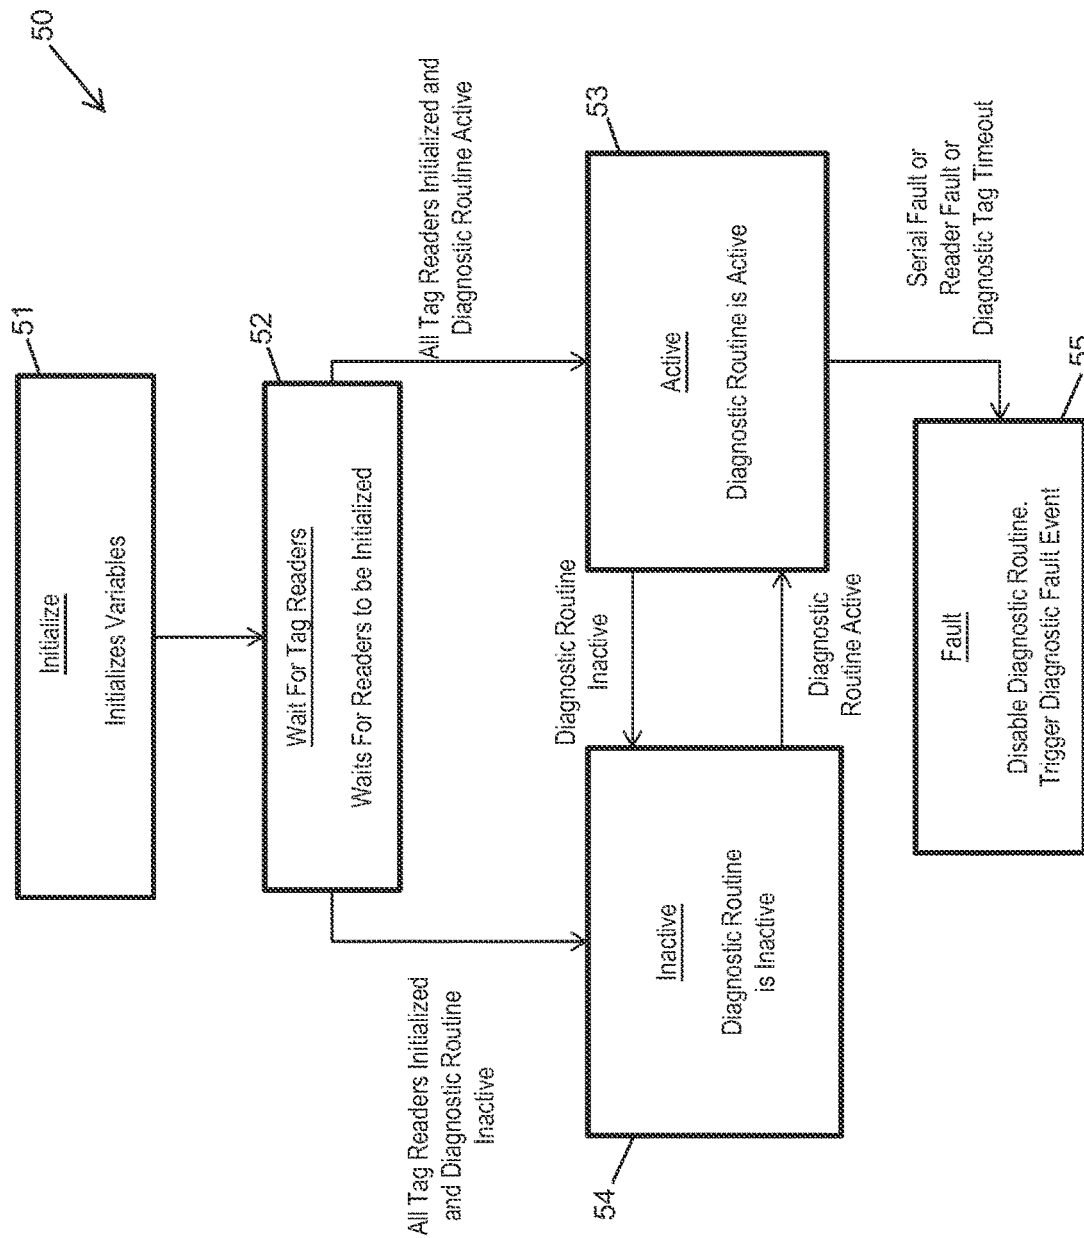 50
51
Initialize
Initializes Variables
52
Wait For Tag Readers
Waits For Readers to be Initialized
All Tag Readers Initialized
and Diagnostic Routine
Inactive
All Tag Readers Initialized and
Diagnostic Routine Active
54
Inactive
Diagnostic Routine
is Inactive
Diagnostic Routine
Inactive
Diagnostic
Routine Active
53
Active
Diagnostic Routine is Active
Serial Fault or
Reader Fault or
Diagnostic Tag Timeout
55
Fault
Disable Diagnostic Routine.
Trigger Diagnostic Fault Event